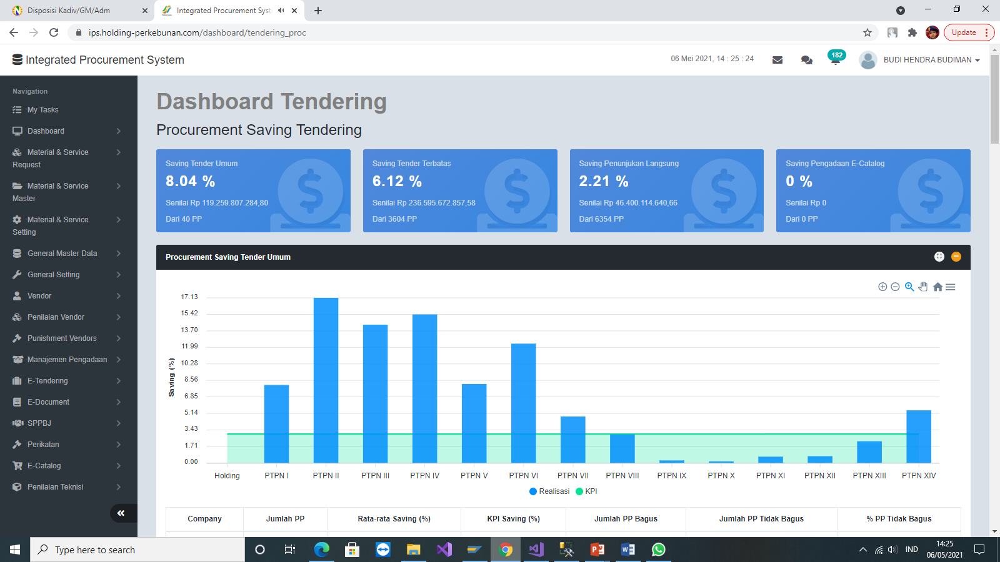 Disposisi Kadiv/GM/Adm
Integrated Procurement Syst
ips.holding-perkebunan.com/dashboard/tendering_proc
Update
Integrated Procurement System
06 Mei 2021, 14 : 25 : 24
182
BUDI HENDRA BUDIMAN
Navigation
My Tasks
Dashboard
Material & Service
Request
Material & Service
Master
Material & Service
Setting
General Master Data
General Setting
Vendor
Penilaian Vendor
Punishment Vendors
Manajemen Pengadaan
E-Tendering
E-Document
SPPBJ
Perikatan
E-Catalog
Penilaian Teknisi
Dashboard Tendering
Procurement Saving Tendering
Saving Tender Umum
8.04 %
Senilai Rp 119.259.807.284,80
Dari 40 PP
Saving Tender Terbatas
6.12 %
Senilai Rp 236.595.672.857,58
Dari 3604 PP
Saving Penunjukan Langsung
2.21 %
Senilai Rp 46.400.114.640,66
Dari 6354 PP
Saving Pengadaan E-Catalog
0 %
Senilai Rp 0
Dari 0 PP
Procurement Saving Tender Umum
Saving (%)
17.13
15.42
13.70
11.99
10.28
8.56
6.85
5.14
3.43
1.71
0.00
Holding PTPN I PTPN II PTPN III PTPN IV PTPN V PTPN VI PTPN VII PTPN VIII PTPN IX PTPN X PTPN XI PTPN XII PTPN XIII PTPN XIV
Realisasi KPI
Company Jumlah PP Rata-rata Saving (%) KPI Saving (%) Jumlah PP Bagus Jumlah PP Tidak Bagus % PP Tidak Bagus
Type here to search
IND
14:25
06/05/2021